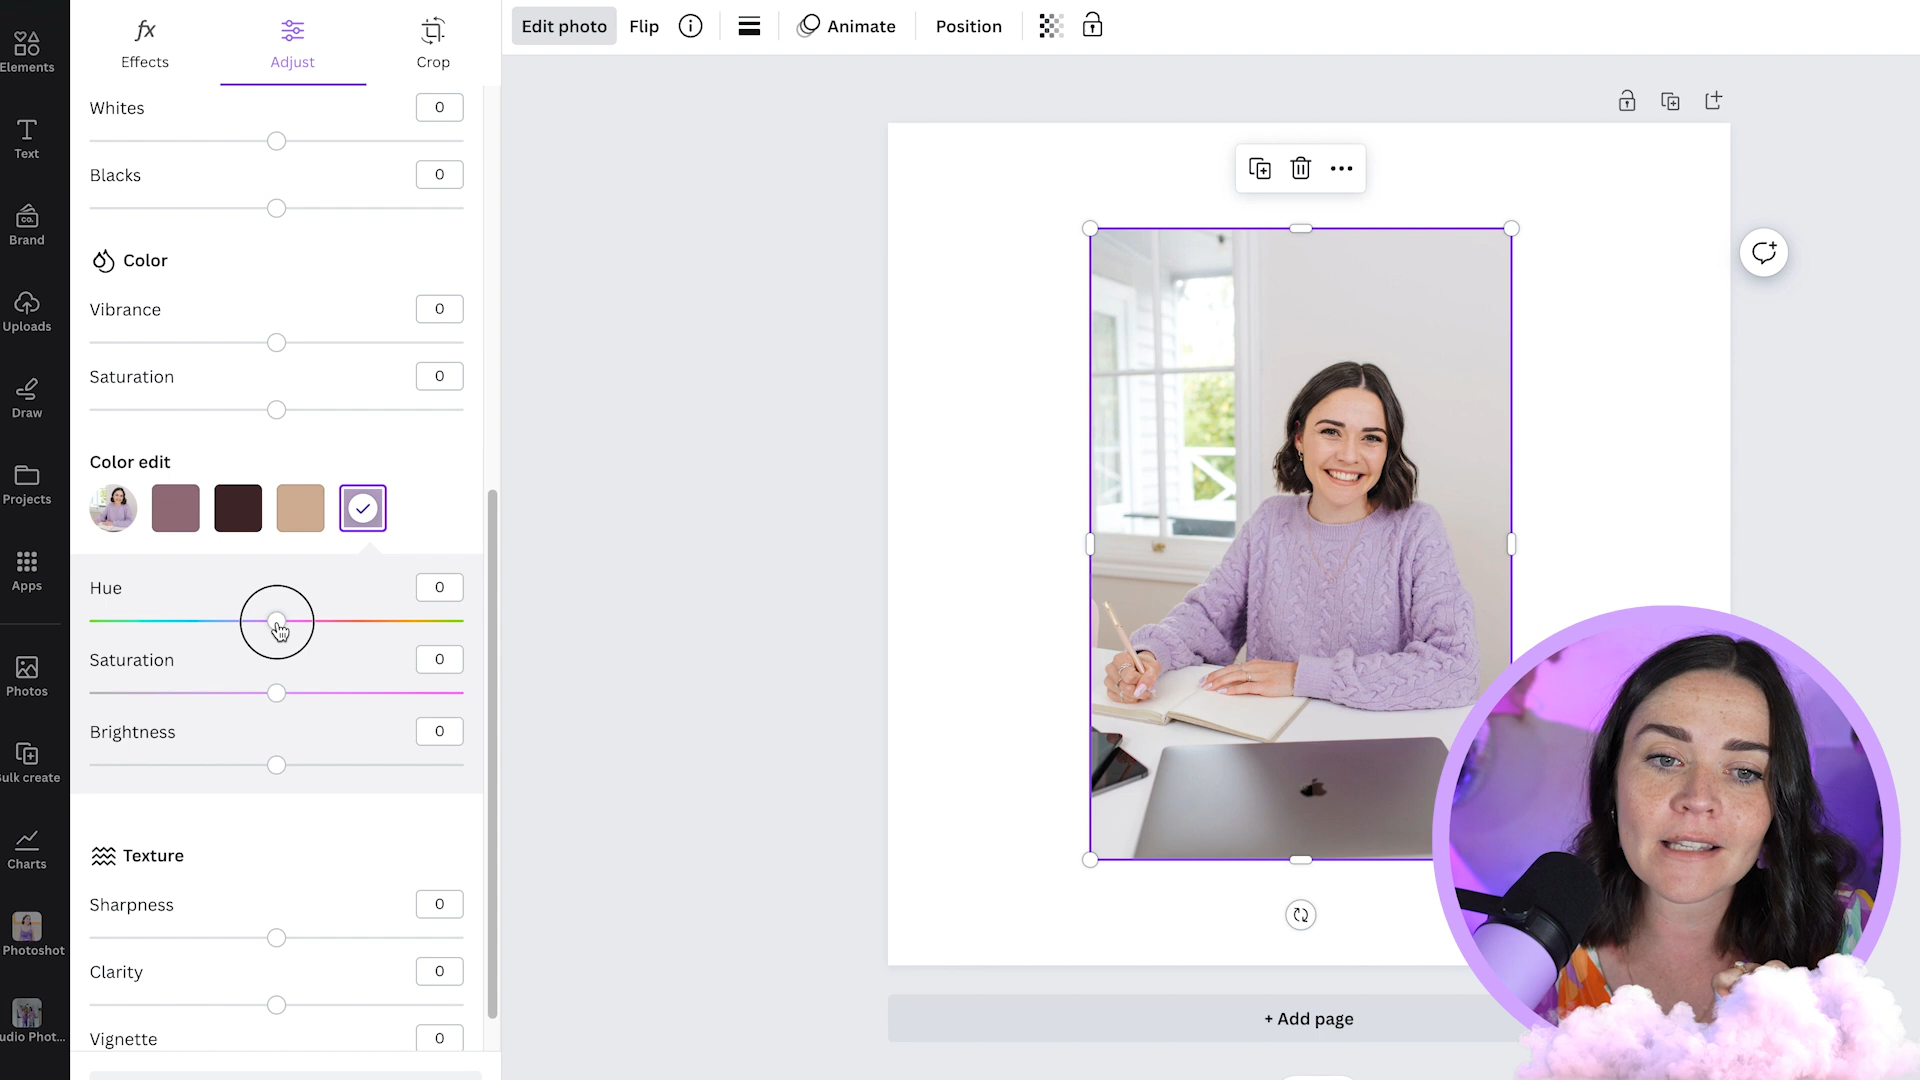 Elements
Text
Brand
co.
Uploads
Draw
Projects
Apps
Photos
ulk create
Charts
Photoshot
udio Phot...
fx
Effects
Adjust
Crop
Whites
0
Blacks
0
Color
Vibrance
0
Saturation
0
Color edit
Hue
0
Saturation
0
Brightness
0
Texture
Sharpness
0
Clarity
0
Vignette
0
Edit photo
Flip
Animate
Position
+ Add page